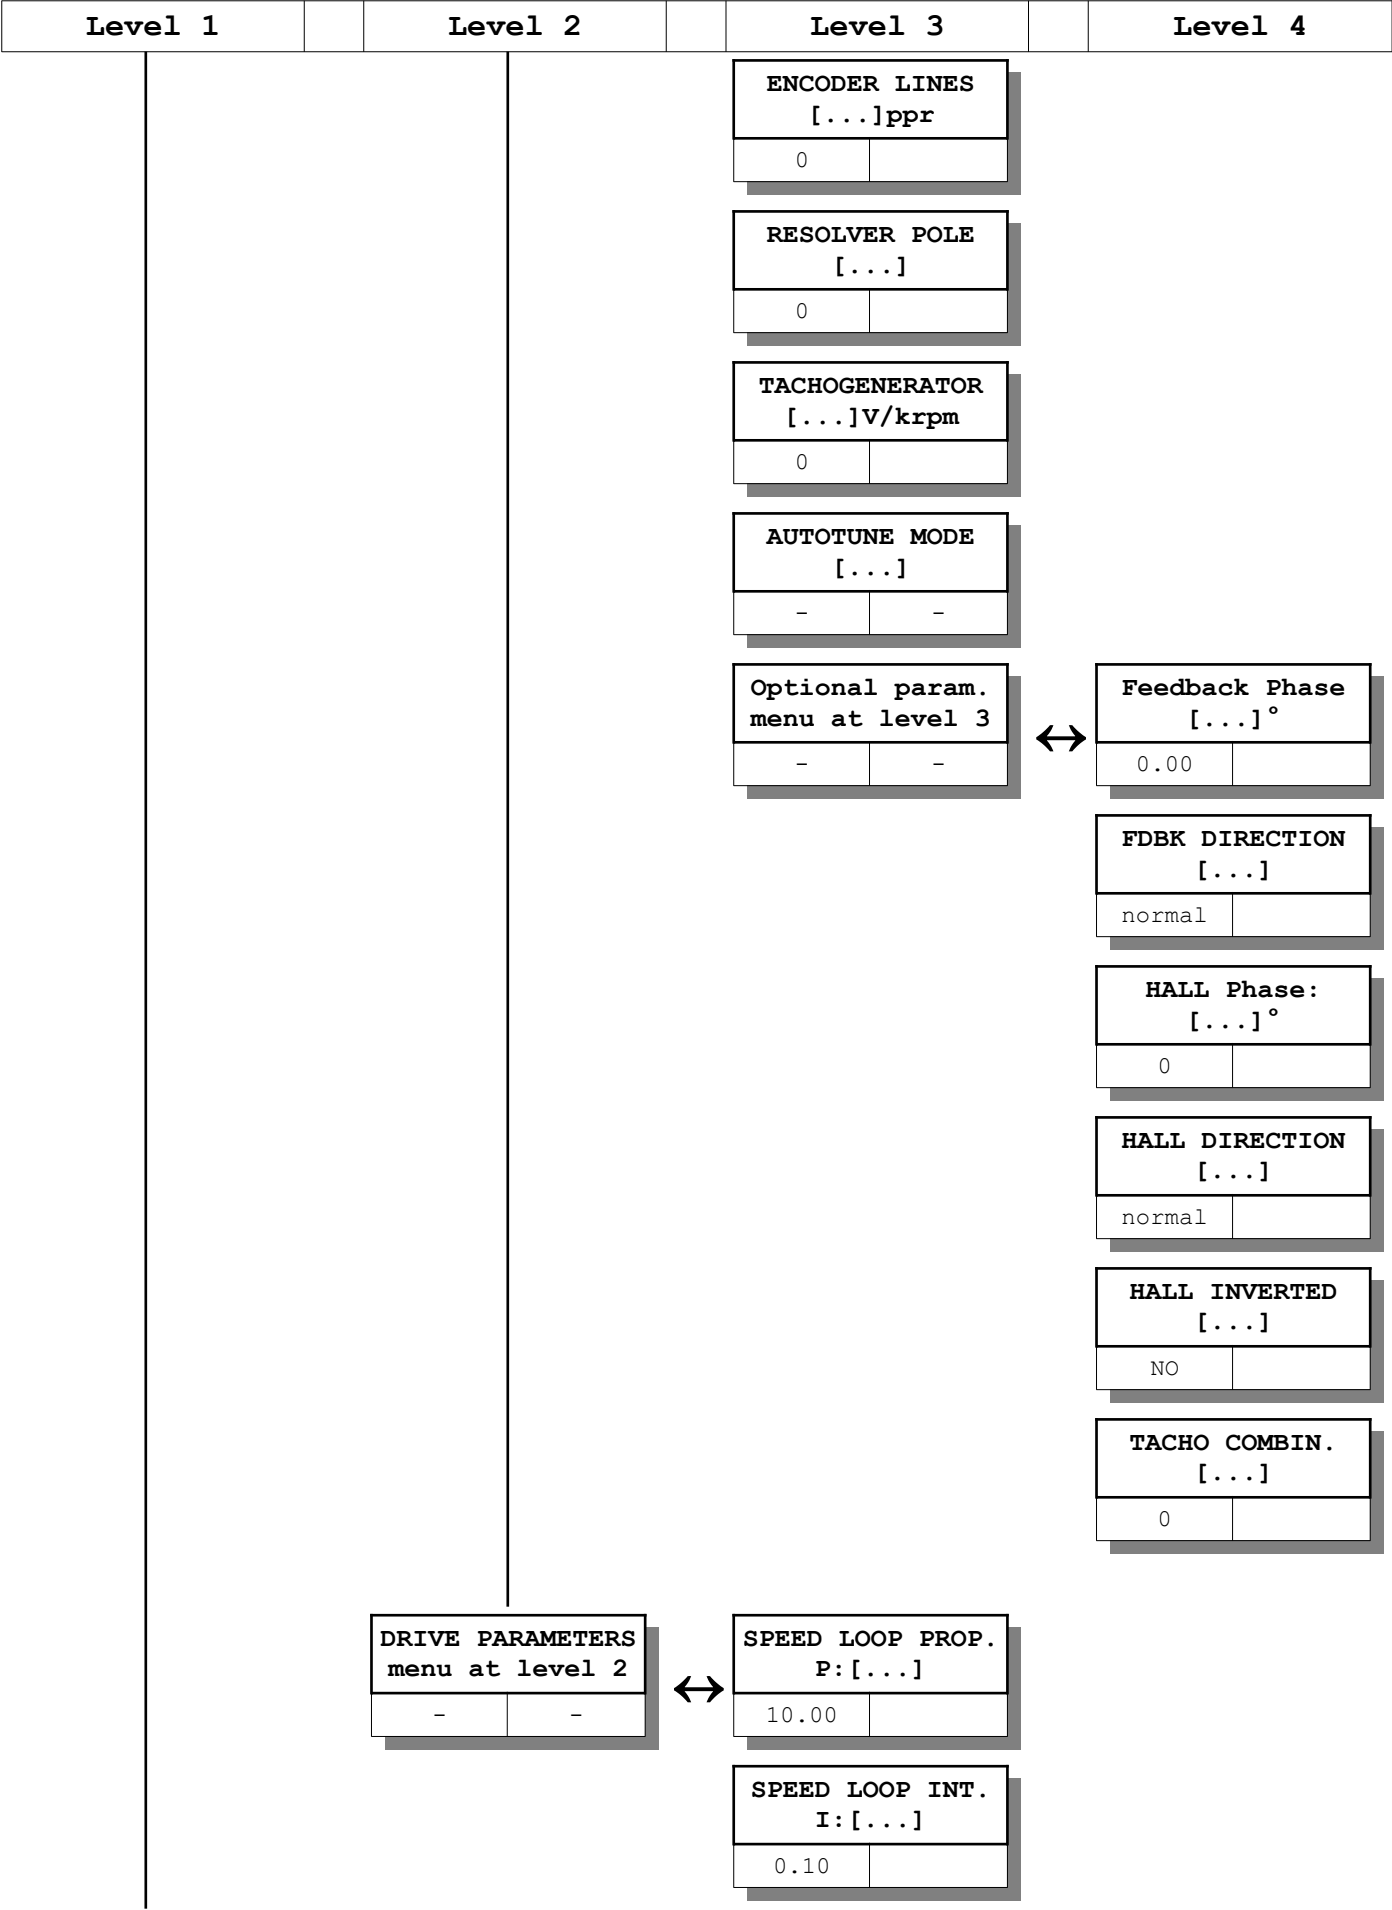 Level 1 Level 2 Level 3 Level 4
ENCODER LINES
[...]ppr
0
RESOLVER POLE
[...]
0
TACHOGENERATOR
[...]V/krpm
0
AUTOTUNE MODE
[...]
- -
Optional param.
menu at level 3
- -
Feedback Phase
[...]°
0.00
FDBK DIRECTION
[...]
normal
HALL Phase:
[...]°
0
HALL DIRECTION
[...]
normal
HALL INVERTED
[...]
NO
TACHO COMBIN.
[...]
0
DRIVE PARAMETERS
menu at level 2
- -
SPEED LOOP PROP.
P:[...]
10.00
SPEED LOOP INT.
I:[...]
0.10